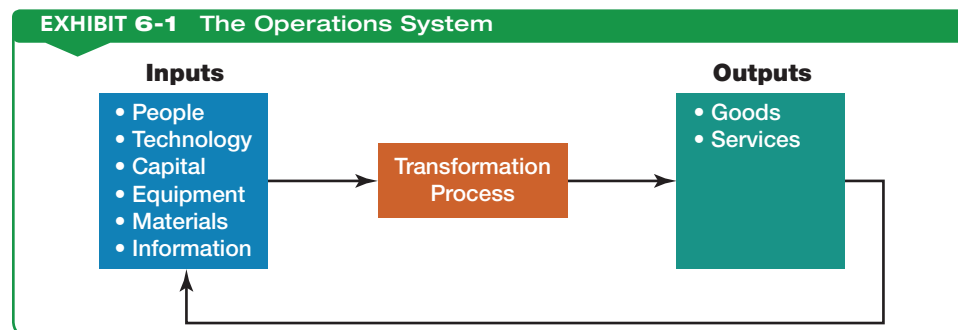 EXHIBIT 6-1 The Operations System
Inputs
• People
• Technology
• Capital
• Equipment
• Materials
• Information
Transformation
Process
Outputs
• Goods
• Services